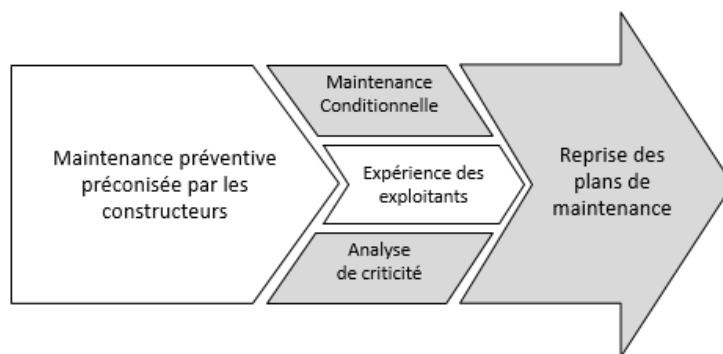 Maintenance préventive
préconisée par les
constructeurs
Maintenance
Conditionnelle
Expérience des
exploitants
Analyse
de criticité
Reprise des
plans de
maintenance